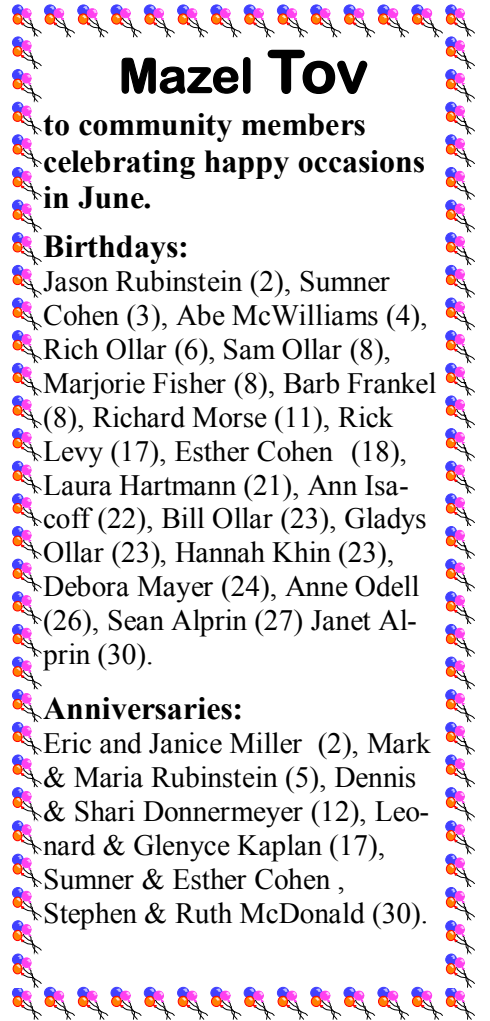 Mazel Tov
to community members
celebrating happy occasions
in June.
Birthdays:
Jason Rubinstein (2), Sumner
Cohen (3), Abe McWilliams (4),
Rich Ollar (6), Sam Ollar (8),
Marjorie Fisher (8), Barb Frankel
(8), Richard Morse (11), Rick
Levy (17), Esther Cohen  (18),
Laura Hartmann (21), Ann Isa-
coff (22), Bill Ollar (23), Gladys
Ollar (23), Hannah Khin (23),
Debora Mayer (24), Anne Odell
(26), Sean Alprin (27) Janet Al-
prin (30).
Anniversaries:
Eric and Janice Miller  (2), Mark
& Maria Rubinstein (5), Dennis
& Shari Donnermeyer (12), Leo-
nard & Glenyce Kaplan (17),
Sumner & Esther Cohen ,
Stephen & Ruth McDonald (30).